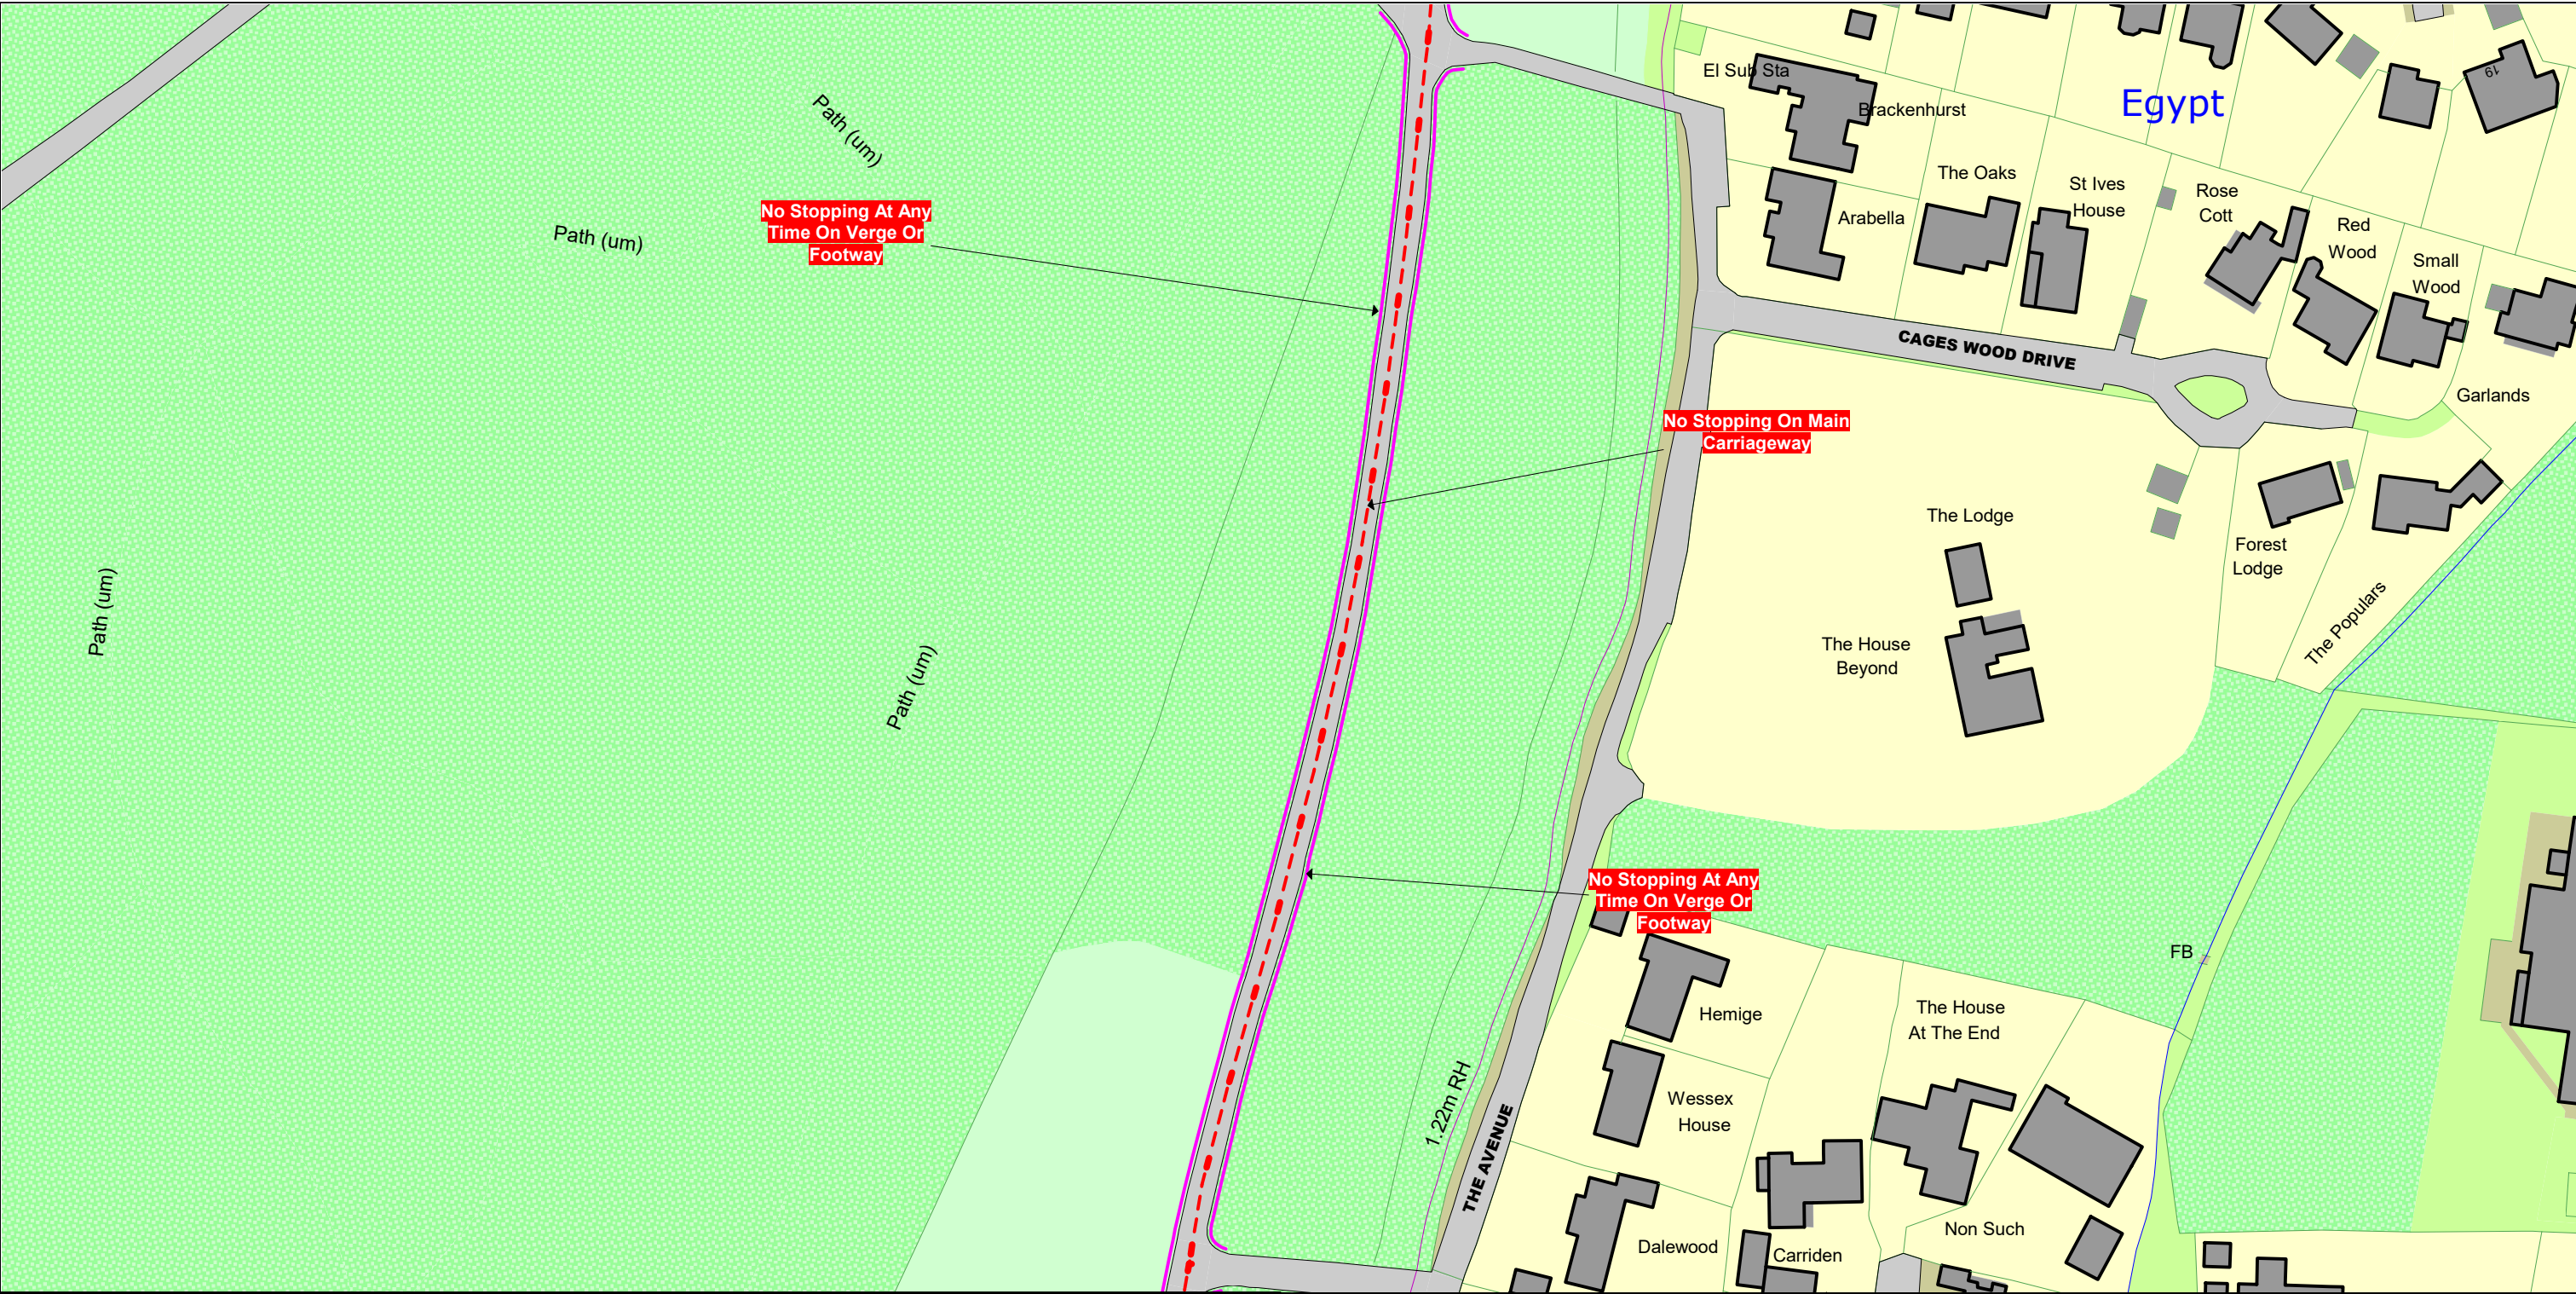 El Sub Sta
Brackenhurst
Egypt
19
Path (um)
Path (um)
No Stopping At Any
Time On Verge Or
Footway
The Oaks
Arabella
St Ives
House
Rose
Cott
Red
Wood
Small
Wood
CAGES WOOD DRIVE
Garlands
No Stopping On Main
Carriageway
The Lodge
Forest
Lodge
The Populars
Path (um)
Path (um)
The House
Beyond
No Stopping At Any
Time On Verge Or
Footway
FB
Hemige
The House
At The End
1.22m RH
THE AVENUE
Wessex
House
Dalewood
Carriden
Non Such